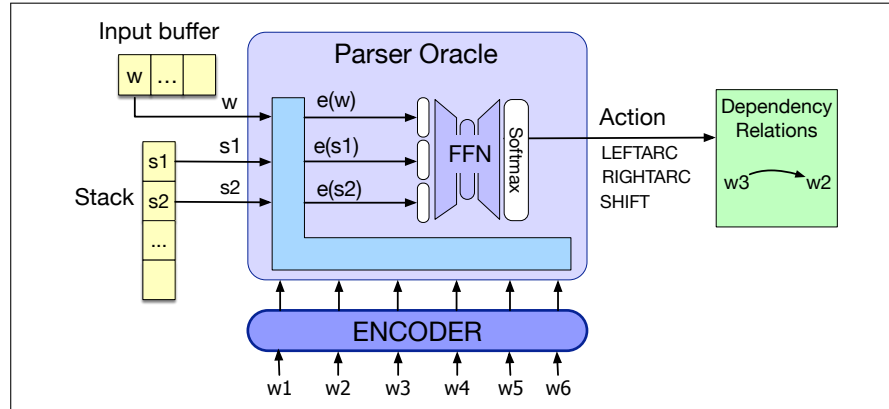 Input buffer
w ...
w
Stack
s1
s2
...
s1
s2
Parser Oracle
e(w)
e(s1)
e(s2)
FFN
Softmax
Action
LEFTARC
RIGHTARC
SHIFT
Dependency
Relations
w3 w2
ENCODER
w1 w2 w3 w4 w5 w6